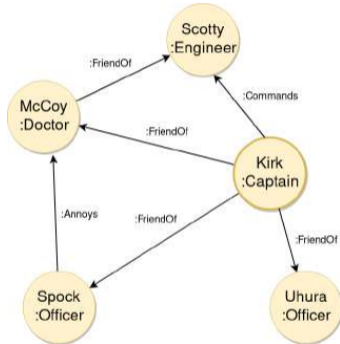 Scotty
:Engineer
:FriendOf
McCoy
:Doctor
:Commands
:FriendOf
Kirk
:Captain
:Annoys
:FriendOf
:FriendOf
Spock
:Officer
Uhura
:Officer